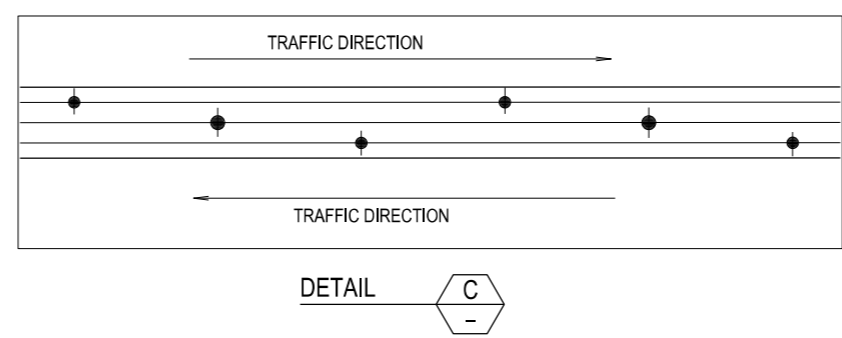 TRAFFIC DIRECTION
TRAFFIC DIRECTION
DETAIL
C
-